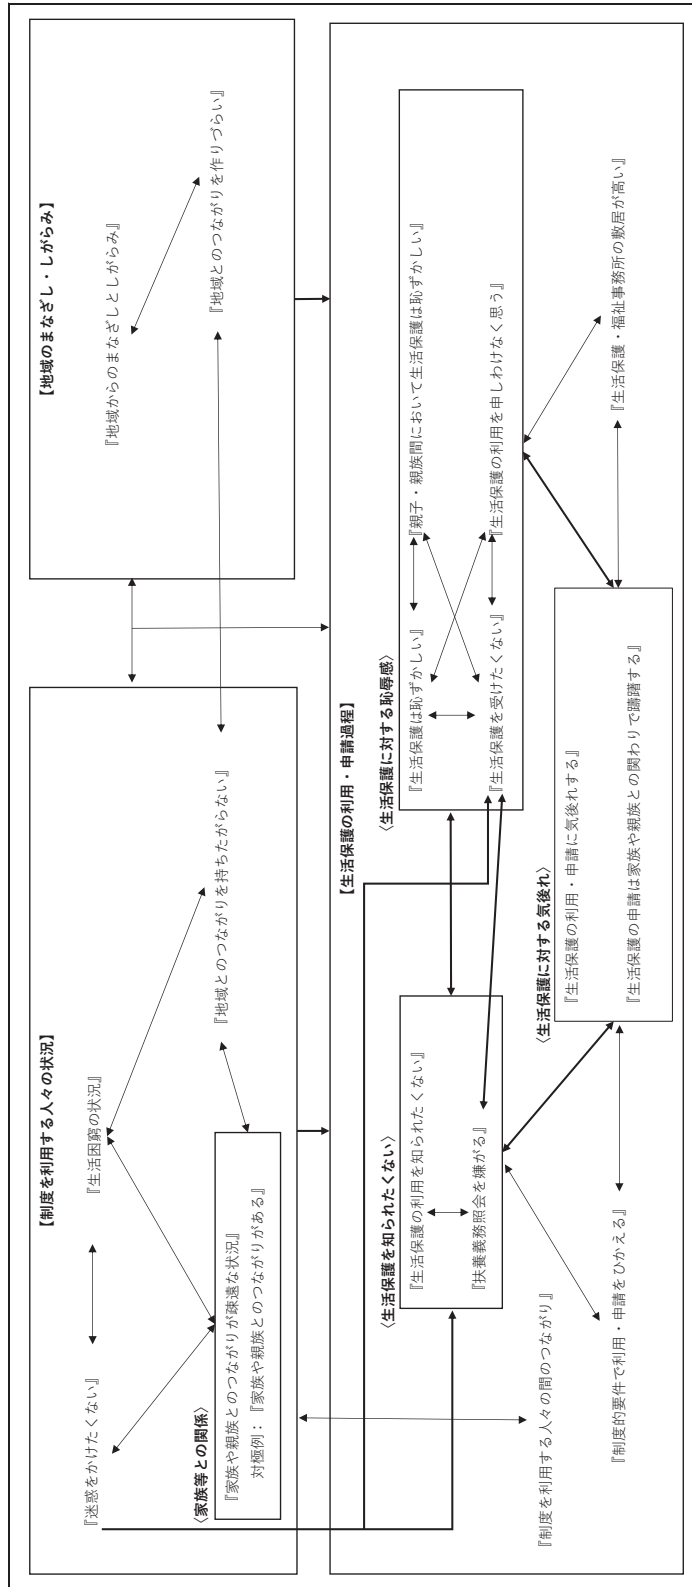 【制度を利用する人々の状況】
『迷惑をかけたくない』
『生活困窮の状況』
〈家族等との関係〉
『家族や親族とのつながりが疎遠な状況』
対極例：『家族や親族とのつながりがある』
『地域とのつながりを持ちたがらない』
【地域のまなざし・しがらみ】
『地域からのまなざしとしがらみ』
『地域とのつながりを作りづらい』
【生活保護の利用・申請過程】
〈生活保護を知られたくない〉
『生活保護の利用を知られたくない』
『扶養義務照会を嫌がる』
〈生活保護に対する恥辱感〉
『生活保護は恥ずかしい』
『親子・親族間において生活保護は恥ずかしい』
『生活保護を受けたくない』
『生活保護の利用を申しわけなく思う』
〈生活保護に対する気後れ〉
『生活保護の利用・申請に気後れする』
『生活保護の申請は家族や親族との関わりで躊躇する』
『制度を利用する人々の間のつながり』
『制度的要件で利用・申請をひかえる』
『生活保護・福祉事務所の敷居が高い』